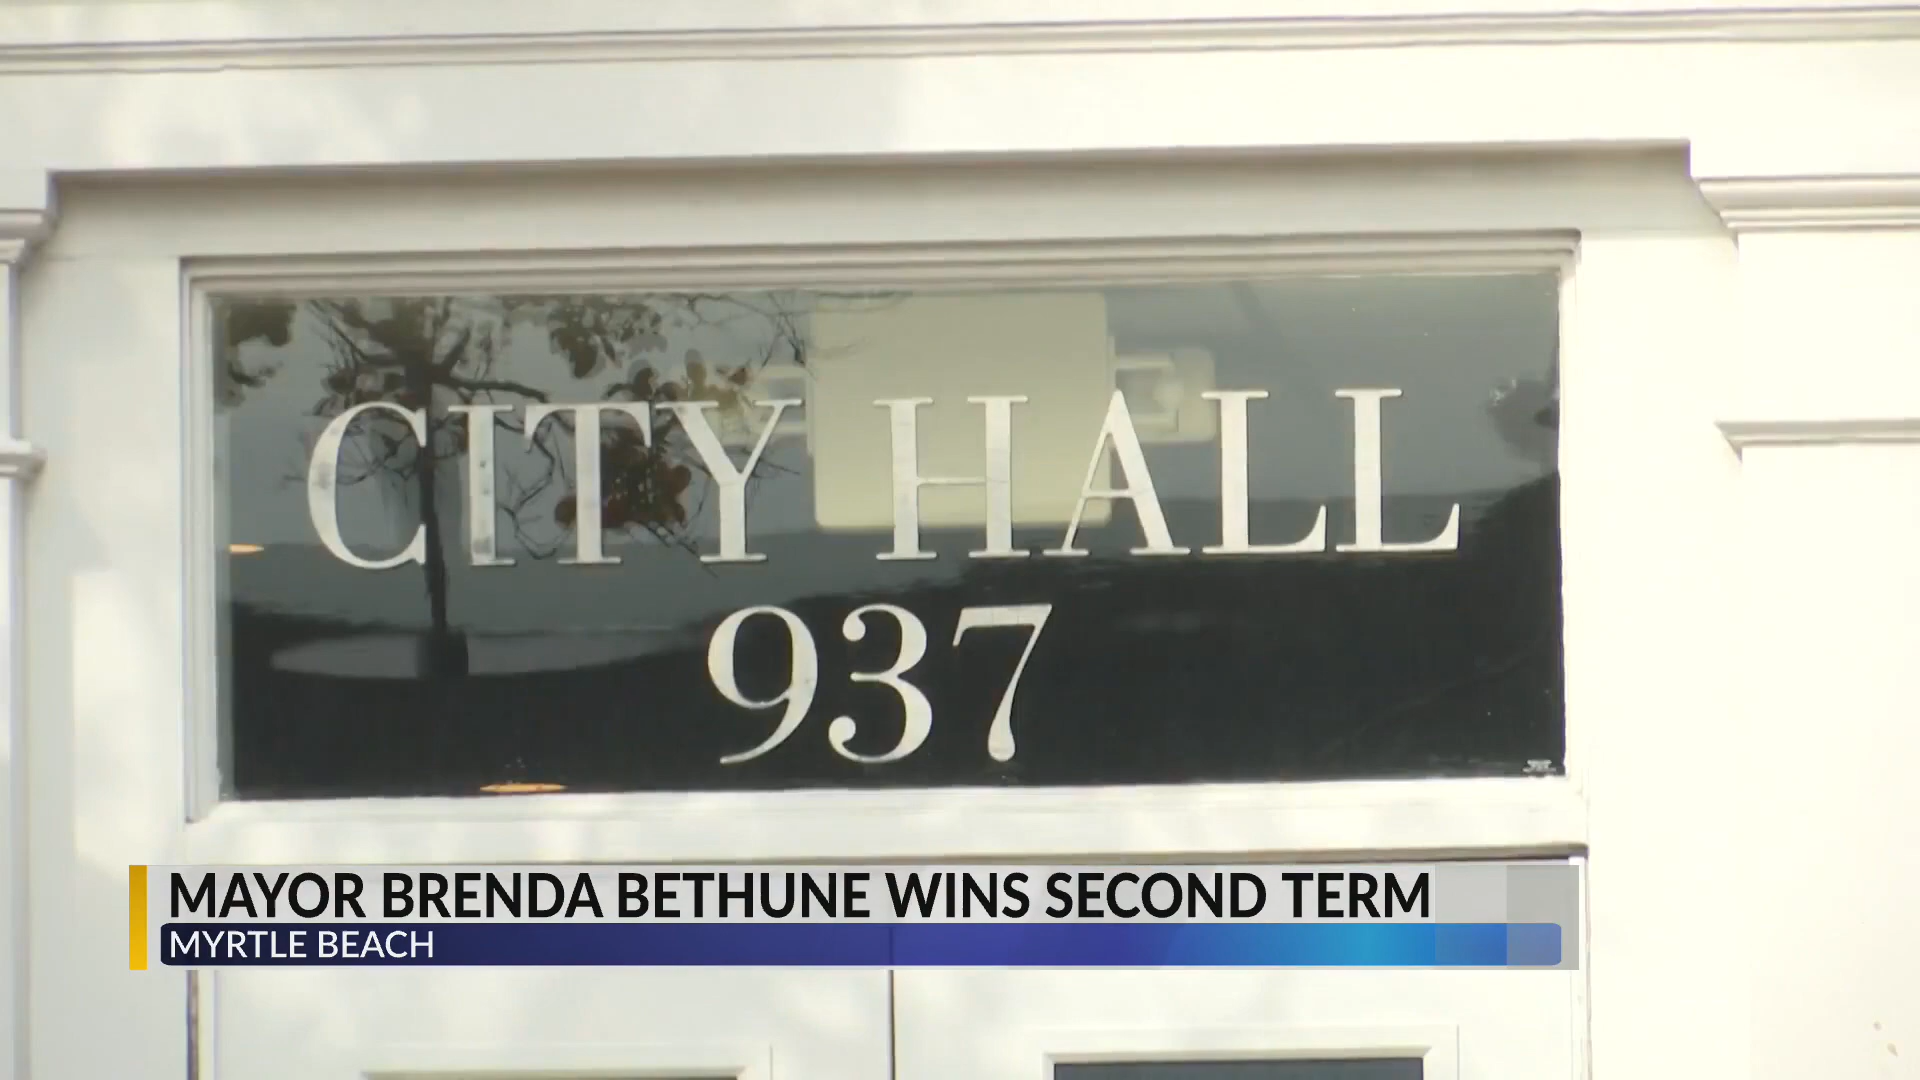 CITY HALL
937
MAYOR BRENDA BETHUNE WINS SECOND TERM
MYRTLE BEACH